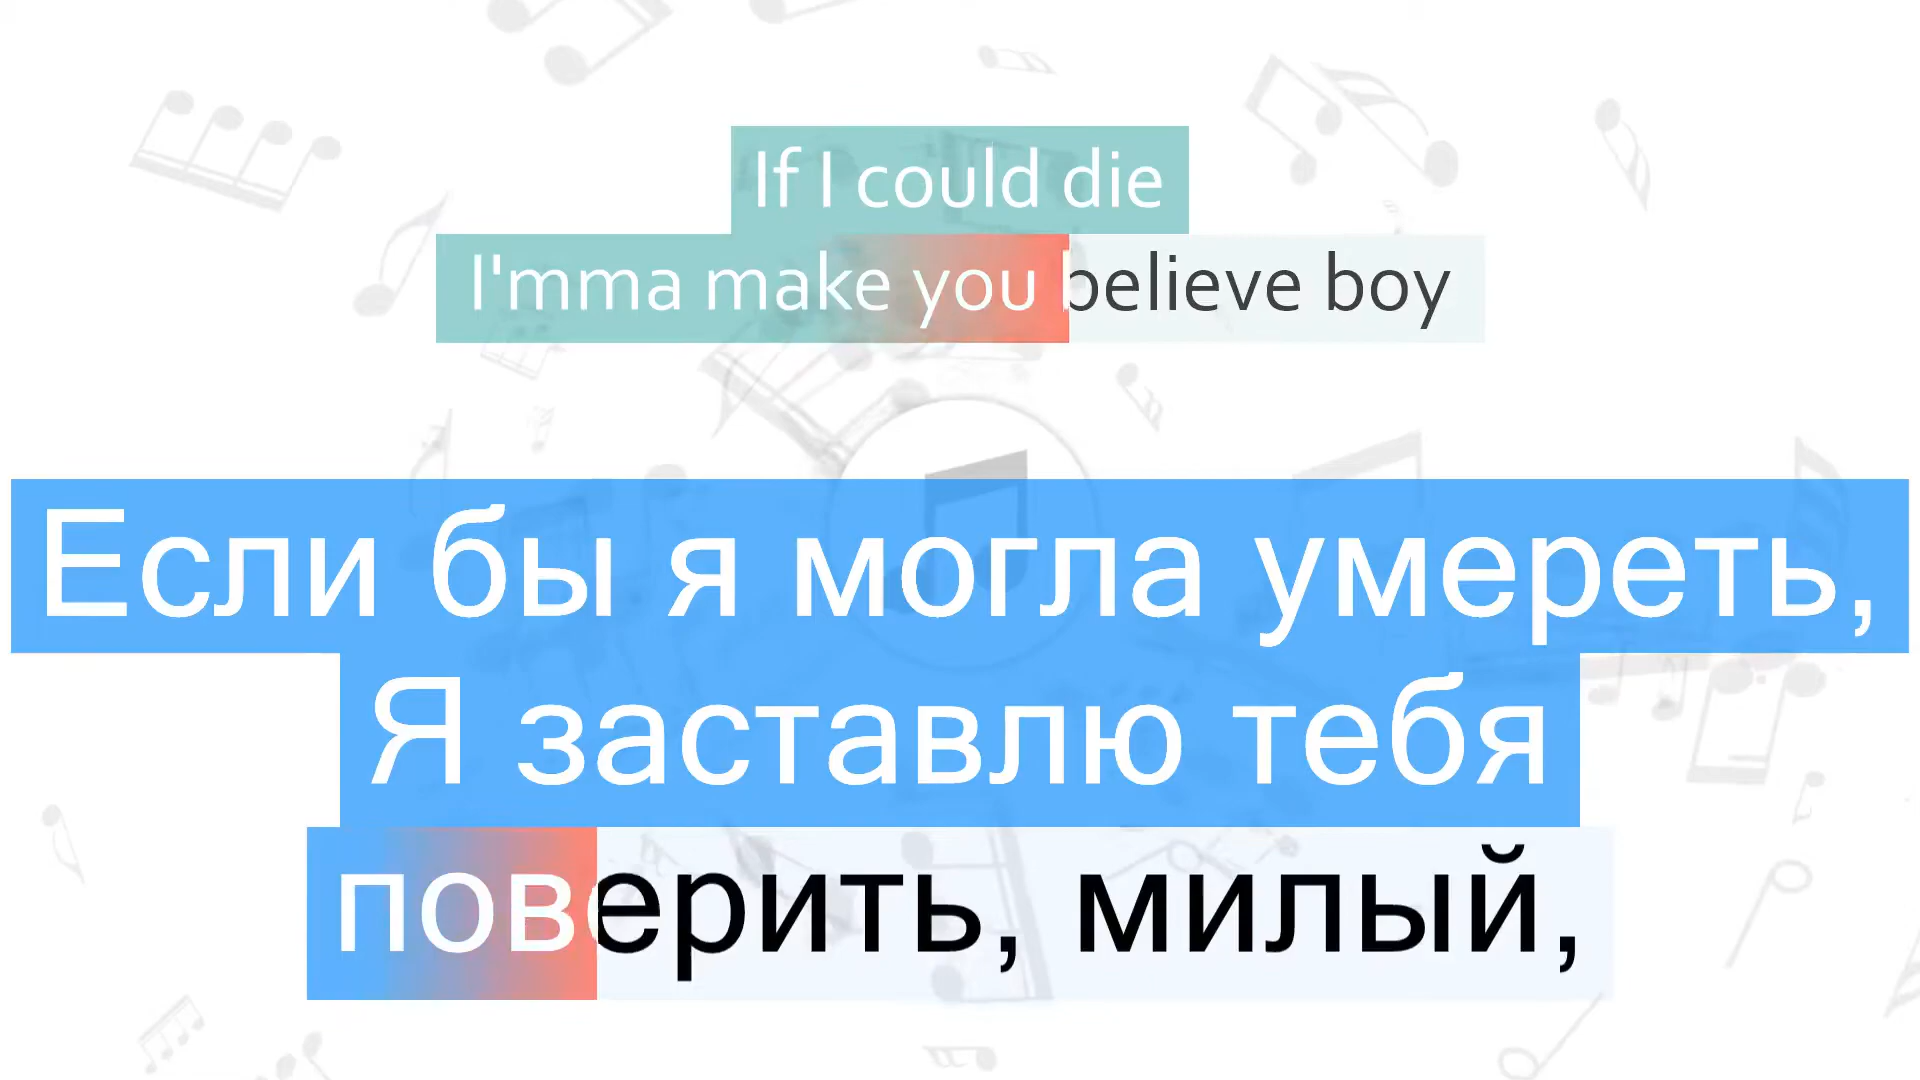 If I could die
I'mma make you believe boy
Если бы я могла умереть,
Я заставлю тебя
поверить, милый,